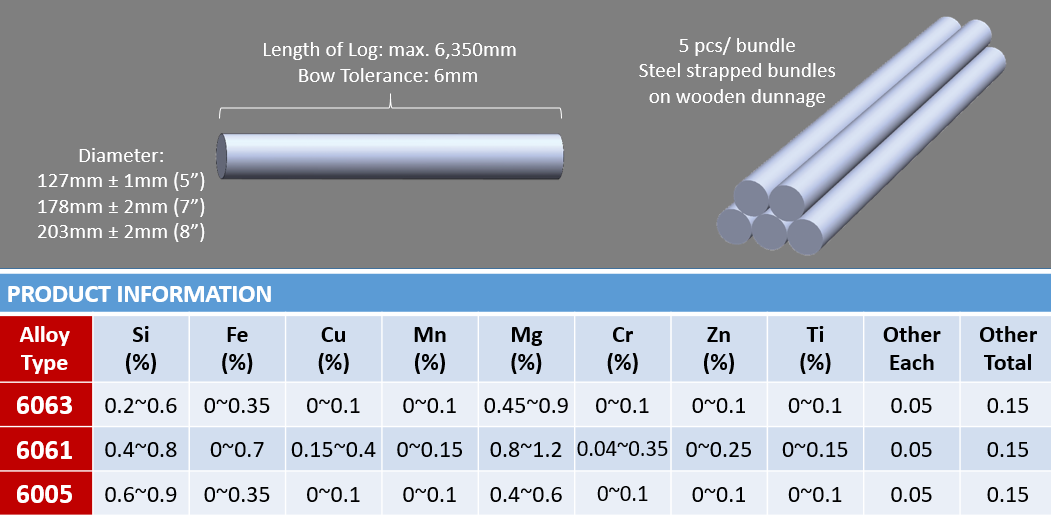 Length of Log: max. 6,350mm
Bow Tolerance: 6mm
5 pcs/ bundle
Steel strapped bundles
on wooden dunnage
Diameter:
127mm ± 1mm (5”)
178mm ± 2mm (7”)
203mm ± 2mm (8”)
PRODUCT INFORMATION
Alloy Type Si (%) Fe (%) Cu (%) Mn (%) Mg (%) Cr (%) Zn (%) Ti (%) Other Each Other Total
6063 0.2~0.6 0~0.35 0~0.1 0~0.1 0.45~0.9 0~0.1 0~0.1 0~0.1 0.05 0.15
6061 0.4~0.8 0~0.7 0.15~0.4 0~0.15 0.8~1.2 0.04~0.35 0~0.25 0~0.15 0.05 0.15
6005 0.6~0.9 0~0.35 0~0.1 0~0.1 0.4~0.6 0~0.1 0~0.1 0~0.1 0.05 0.15